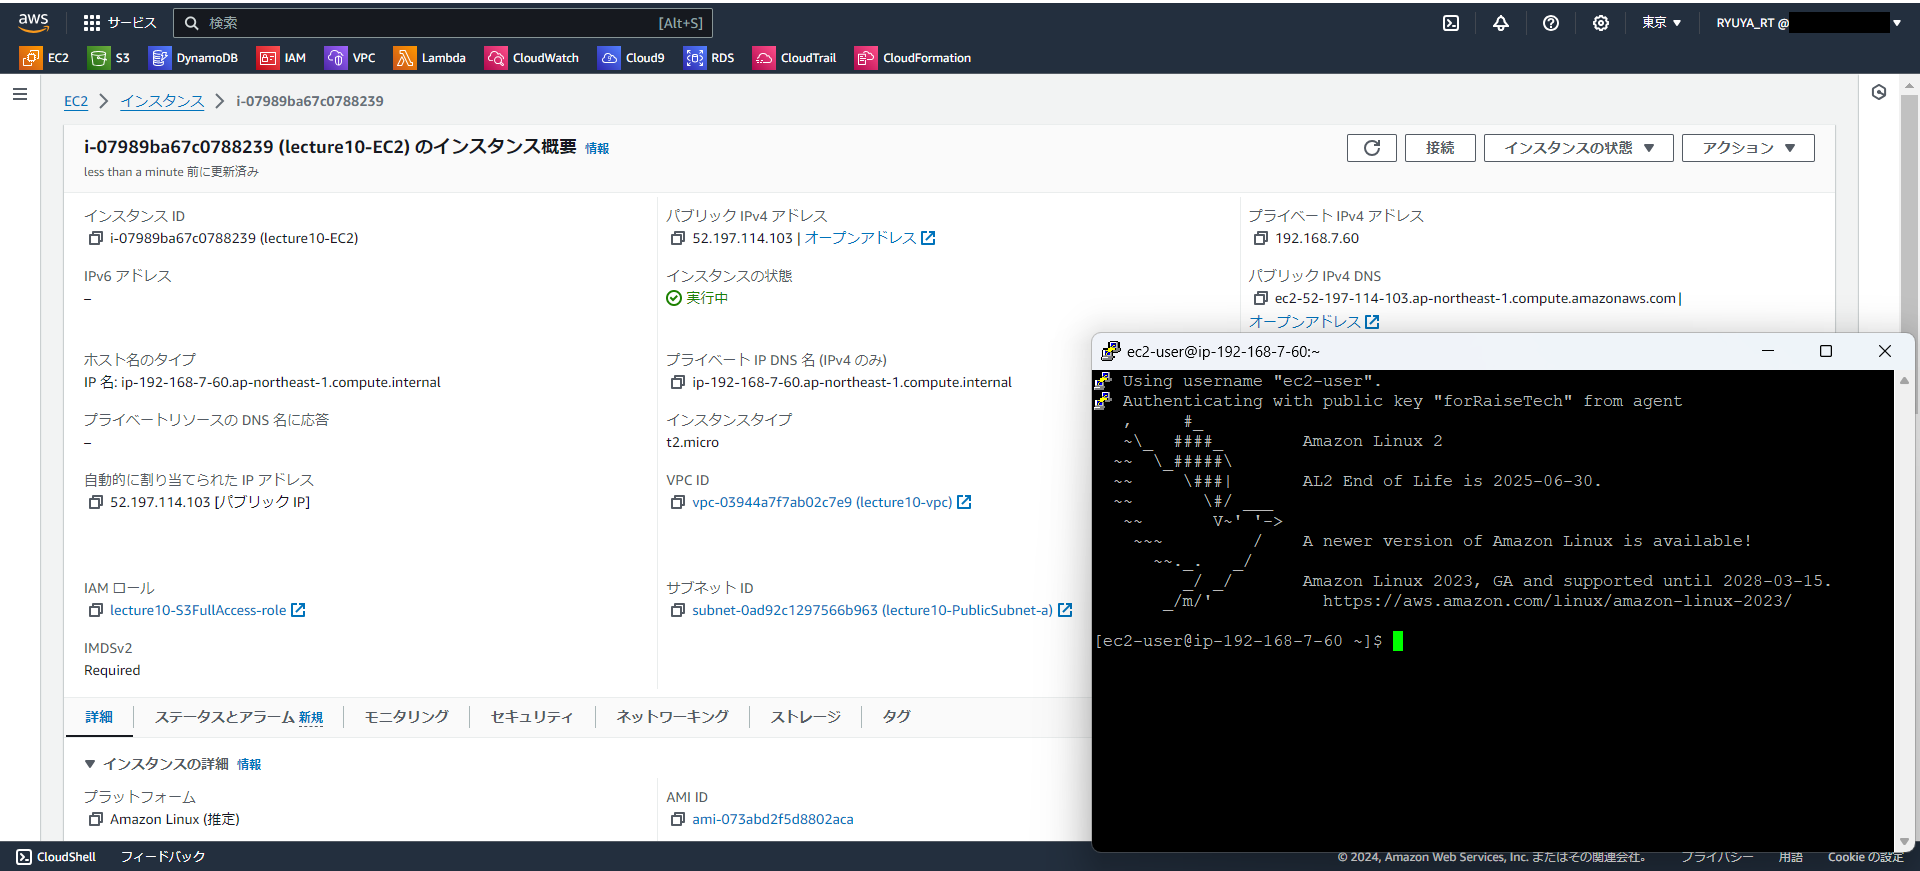 aws サービス 検索 [Alt+S] 東京 ▼ RYUYA_RT @ ▼
EC2 S3 DynamoDB IAM VPC Lambda CloudWatch Cloud9 RDS CloudTrail CloudFormation
EC2 > インスタンス > i-07989ba67c0788239
i-07989ba67c0788239 (lecture10-EC2) のインスタンス概要 情報
less than a minute 前に更新済み
接続 インスタンスの状態 ▼ アクション ▼
インスタンス ID
i-07989ba67c0788239 (lecture10-EC2)
パブリック IPv4 アドレス
52.197.114.103 | オープンアドレス
プライベート IPv4 アドレス
192.168.7.60
IPv6 アドレス
–
インスタンスの状態
実行中
パブリック IPv4 DNS
ec2-52-197-114-103.ap-northeast-1.compute.amazonaws.com |
オープンアドレス
ホスト名のタイプ
IP 名: ip-192-168-7-60.ap-northeast-1.compute.internal
プライベート IP DNS 名 (IPv4 のみ)
ip-192-168-7-60.ap-northeast-1.compute.internal
プライベートリソースの DNS 名に応答
–
インスタンスタイプ
t2.micro
自動的に割り当てられた IP アドレス
52.197.114.103 [パブリック IP]
VPC ID
vpc-03944a7f7ab02c7e9 (lecture10-vpc)
IAM ロール
lecture10-S3FullAccess-role
サブネット ID
subnet-0ad92c1297566b963 (lecture10-PublicSubnet-a)
IMDSv2
Required
詳細 ステータスとアラーム 新規 モニタリング セキュリティ ネットワーキング ストレージ タグ
▼ インスタンスの詳細 情報
プラットフォーム
Amazon Linux (推定)
AMI ID
ami-073abd2f5d8802aca
ec2-user@ip-192-168-7-60:~
Using username "ec2-user".
Authenticating with public key "forRaiseTech" from agent
   ,     #_
   ~\_  ####_        Amazon Linux 2
  ~~  \_#####\
  ~~     \###|       AL2 End of Life is 2025-06-30.
  ~~       \#/ ___
   ~~       V~' '->
    ~~~         /    A newer version of Amazon Linux is available!
      ~~._.   _/
         _/ _/       Amazon Linux 2023, GA and supported until 2028-03-15.
       _/m/'           https://aws.amazon.com/linux/amazon-linux-2023/
[ec2-user@ip-192-168-7-60 ~]$
CloudShell フィードバック © 2024, Amazon Web Services, Inc. またはその関連会社。 プライバシー 用語 Cookie の設定